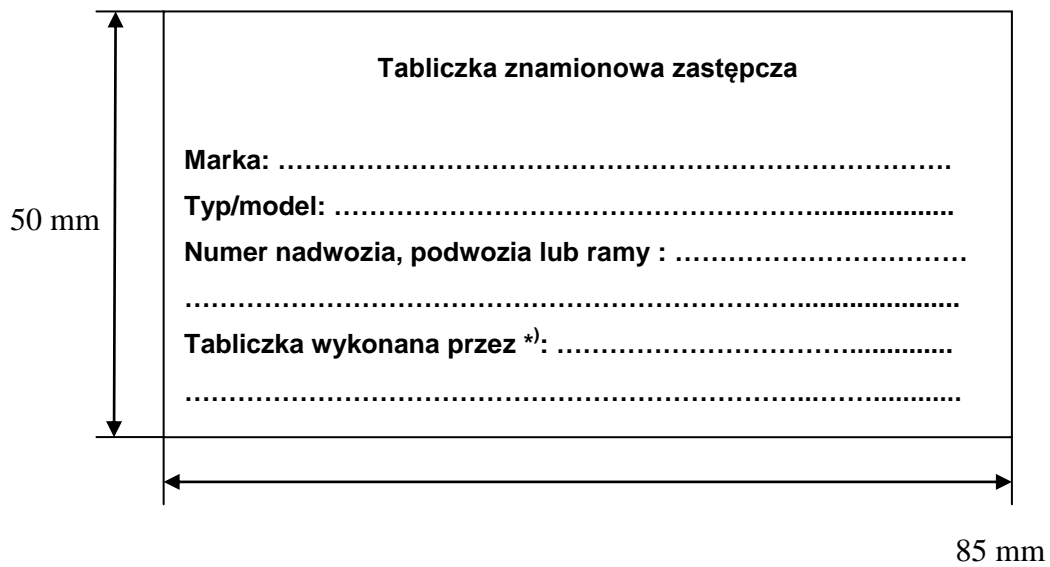 Tabliczka znamionowa zastępcza
Marka: ……………………………………………………………………
Typ/model: ………………………………………………...................
Numer nadwozia, podwozia lub ramy : ……………………………
………………………………………………………………......................
Tabliczka wykonana przez *): ……………………………..............
………………………………………………………………...……............
50 mm
85 mm